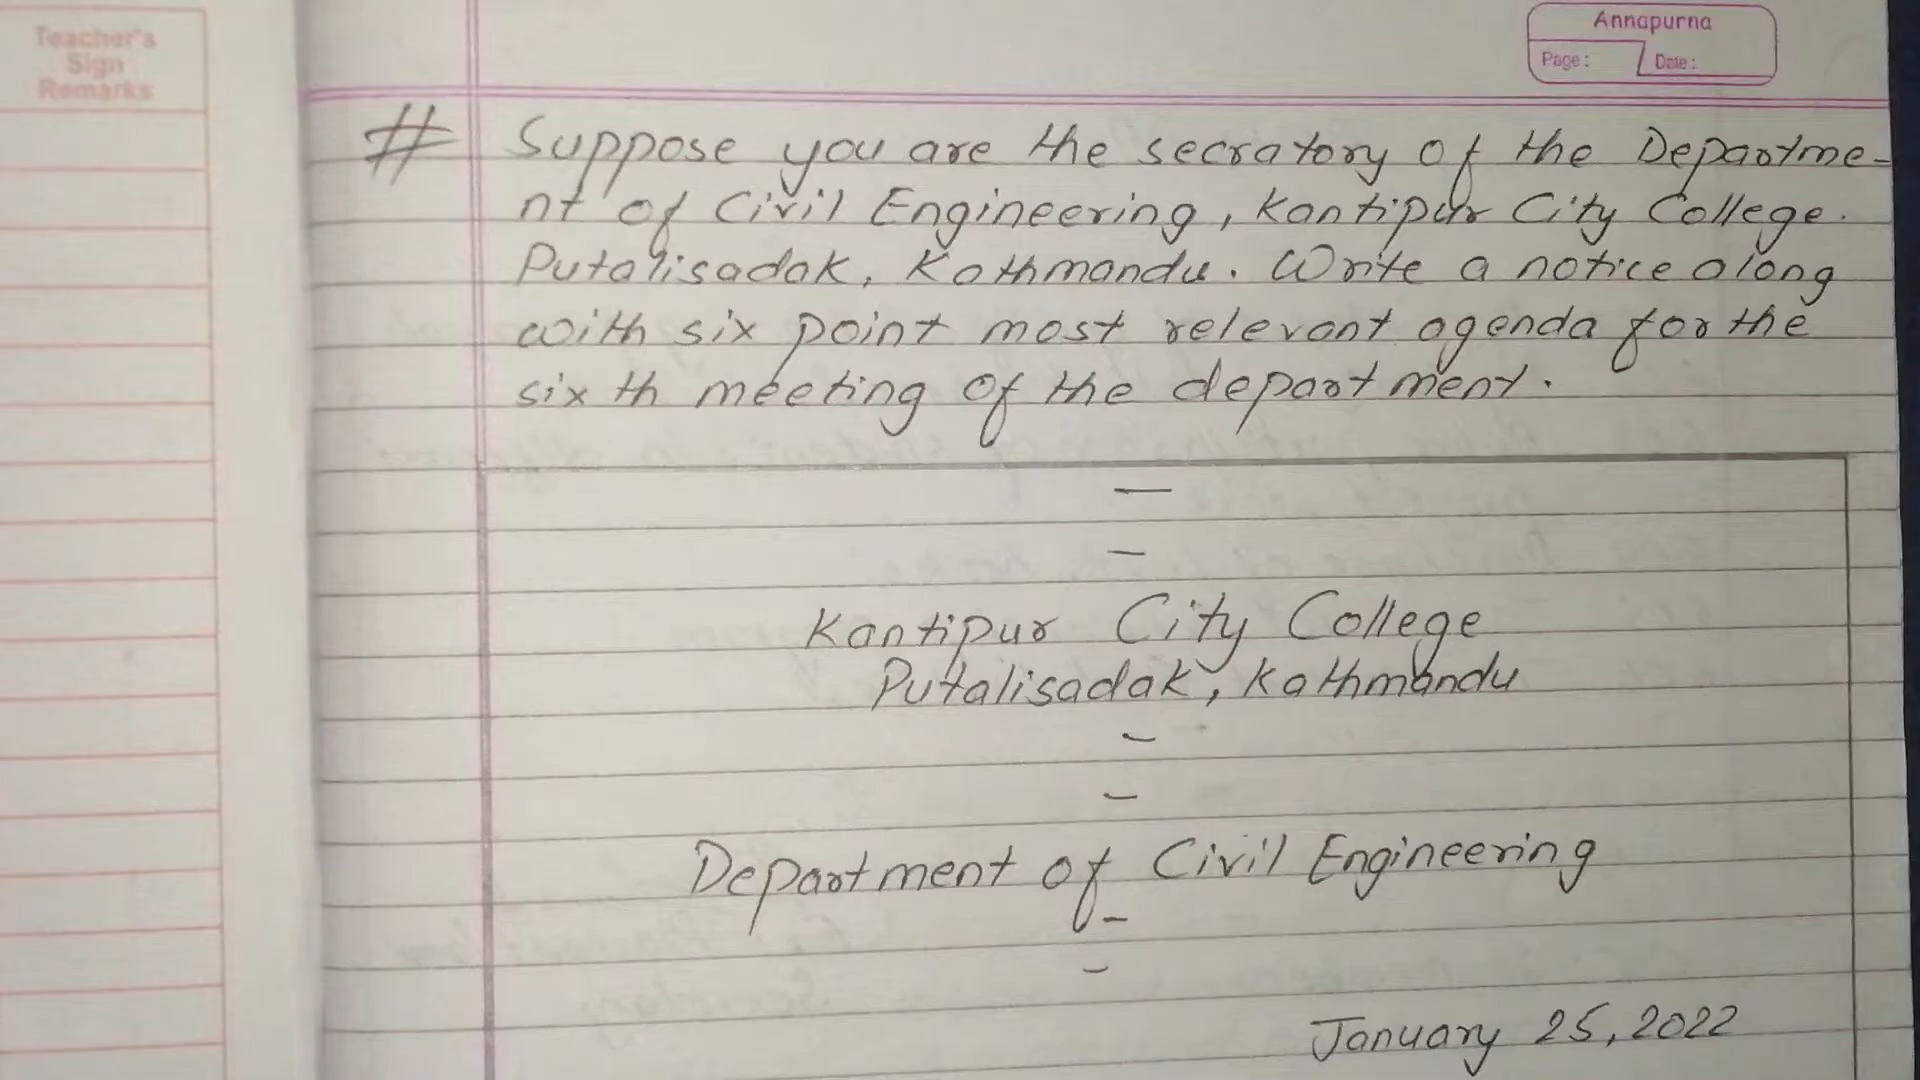 Teacher's
Sign
Remarks
Annapurna
Page: Date:
# Suppose you are the secratory of the Departme-
nt of Civil Engineering, Kantipur City College.
Putalisadak, Kathmandu. Write a notice along
with six point most relevant agenda for the
sixth meeting of the department.
Kantipur City College
Putalisadak, Kathmandu
Department of Civil Engineering
January 25, 2022